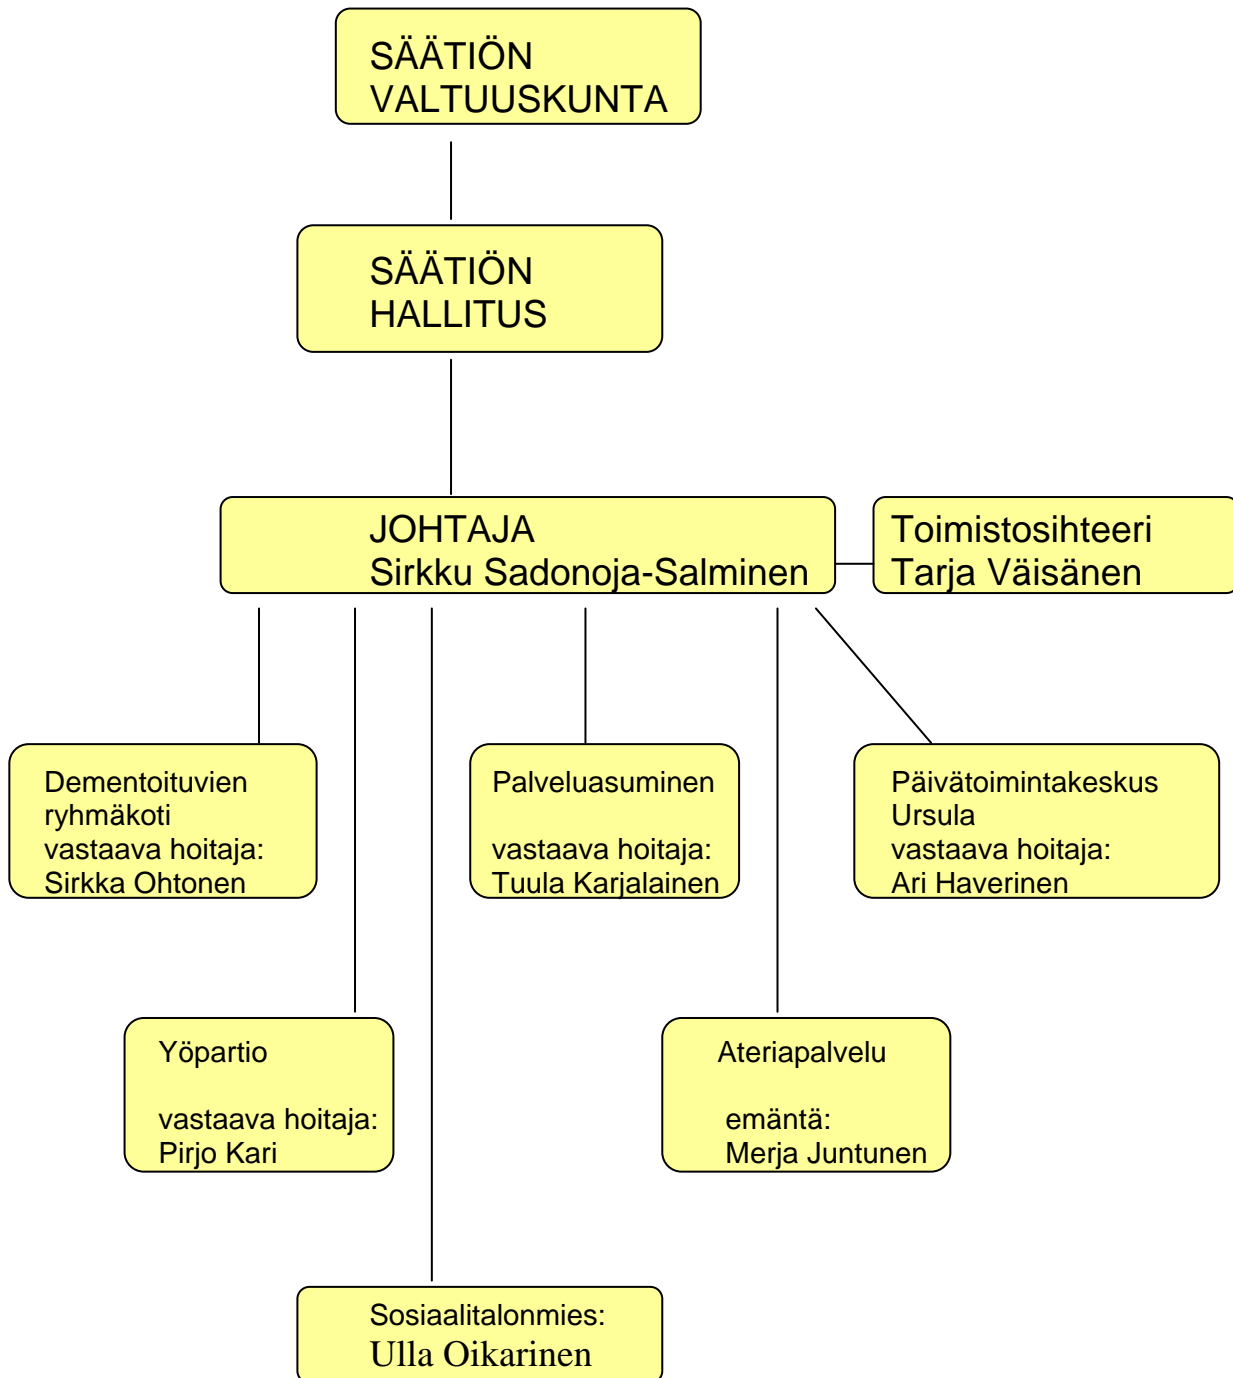 SÄÄTIÖN
VALTUUSKUNTA
SÄÄTIÖN
HALLITUS
JOHTAJA
Sirkku Sadonoja-Salminen
Toimistosihteeri
Tarja Väisänen
Dementoituvien
ryhmäkoti
vastaava hoitaja:
Sirkka Ohtonen
Palveluasuminen
vastaava hoitaja:
Tuula Karjalainen
Päivätoimintakeskus
Ursula
vastaava hoitaja:
Ari Haverinen
Yöpartio
vastaava hoitaja:
Pirjo Kari
Ateriapalvelu
emäntä:
Merja Juntunen
Sosiaalitalonmies:
Ulla Oikarinen